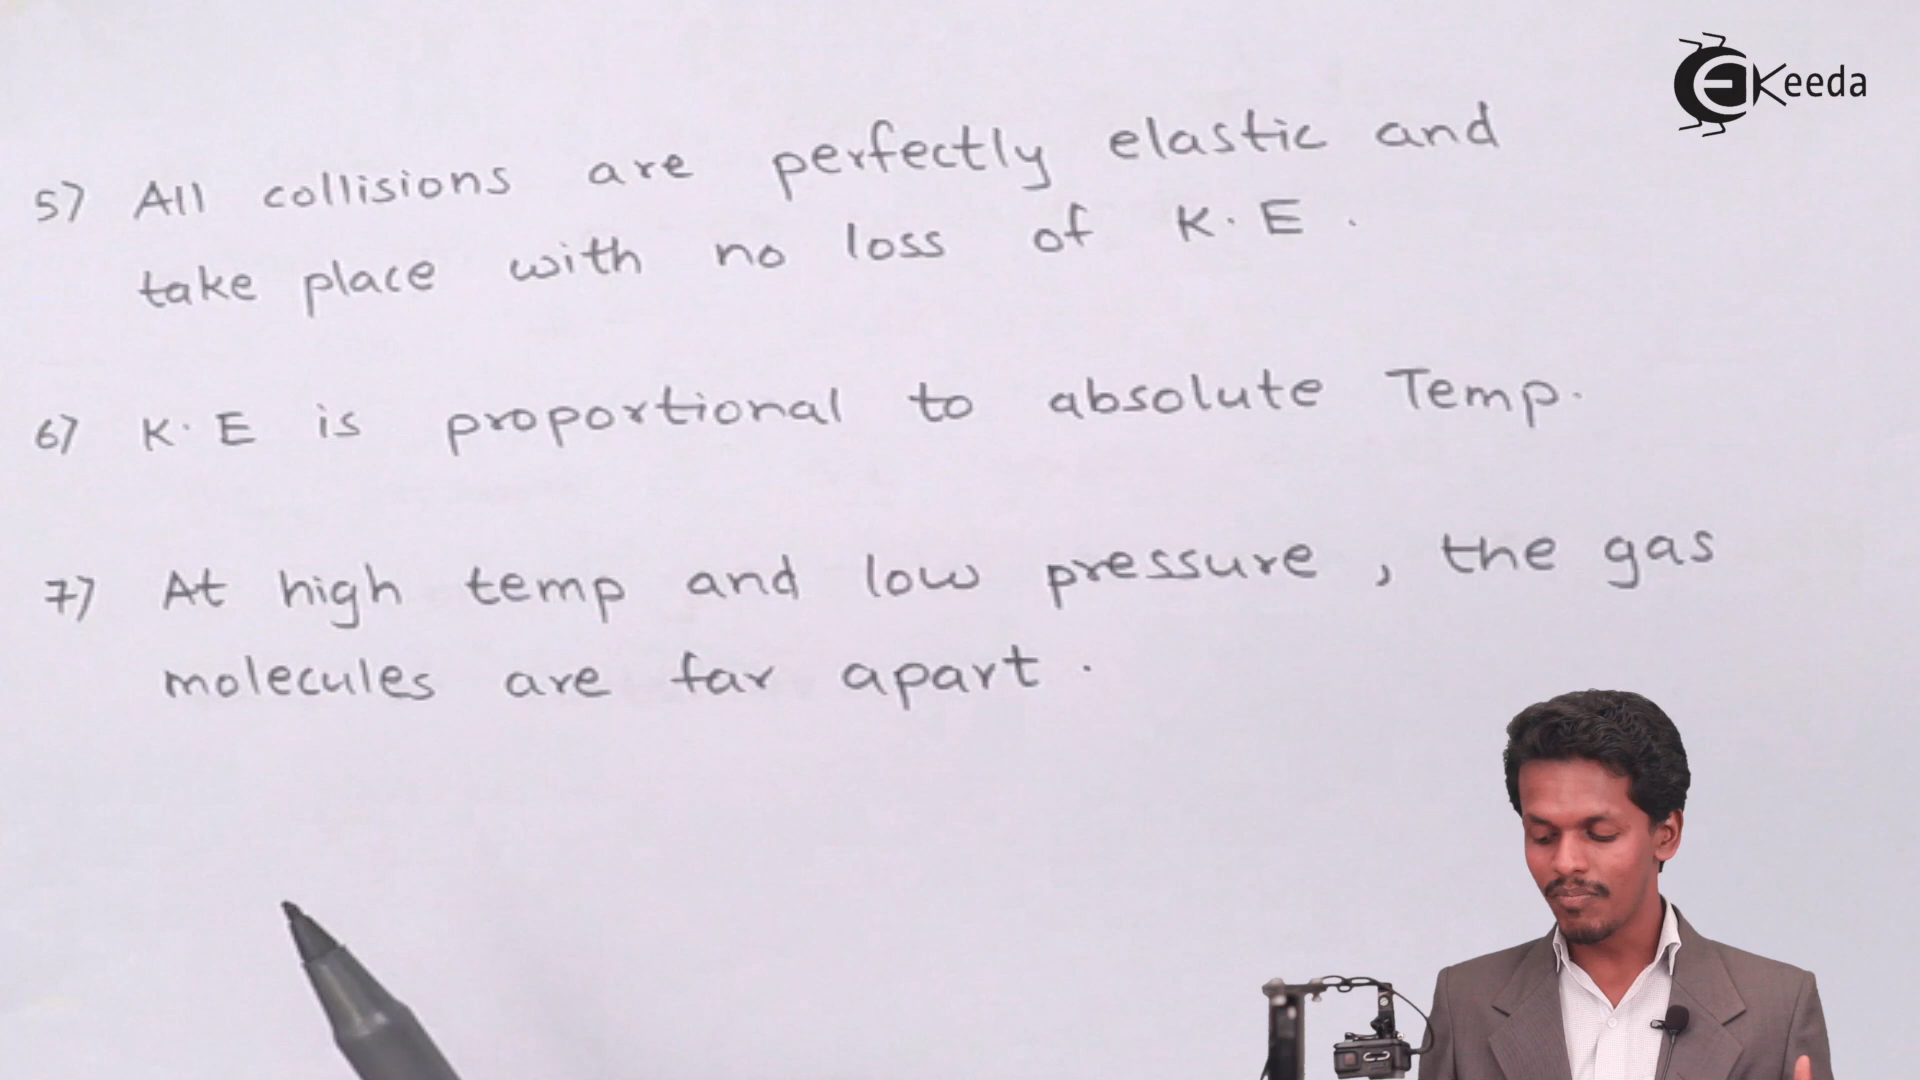 EKeeda
5) All collisions are perfectly elastic and
take place with no loss of K.E.
6) K.E is proportional to absolute Temp.
7) At high temp and low pressure, the gas
molecules are far apart.